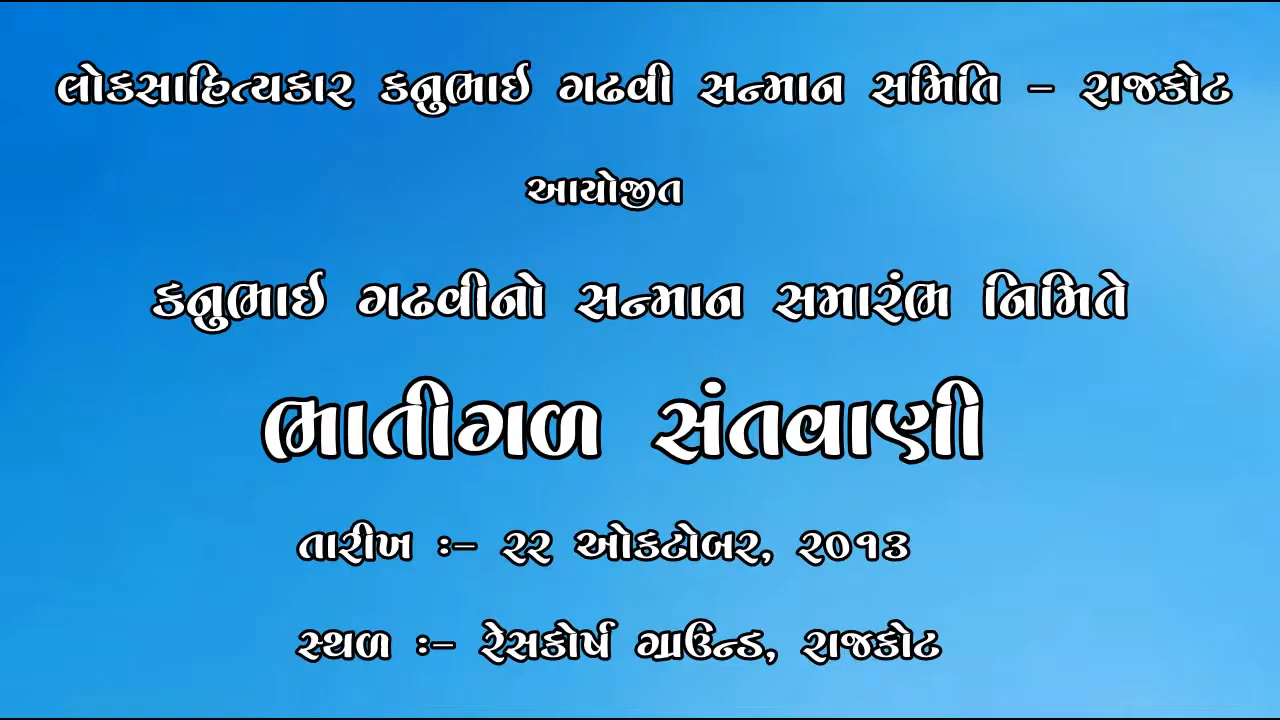 લોકસાહિત્યકાર કનુભાઈ ગઢવી સન્માન સમિતિ - રાજકોટ
આયોજીત
કનુભાઈ ગઢવીનો સન્માન સમારંભ નિમિતે
ભાતીગળ સંતવાણી
તારીખ :- ૨૨ ઓકટોબર, ૨૦૧૩
સ્થળ :- રેસકોર્ષ ગ્રાઉન્ડ, રાજકોટ